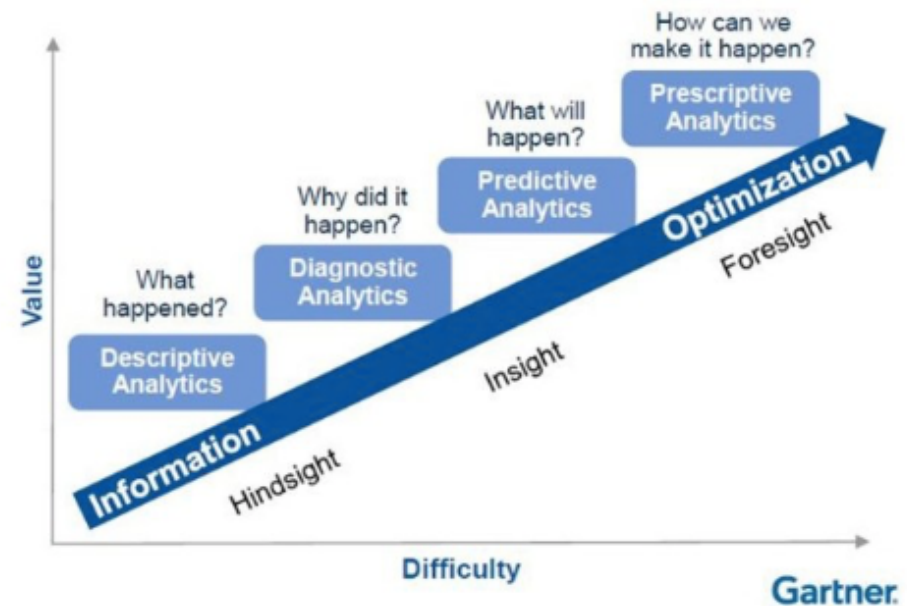 How can we
make it happen?
Prescriptive
Analytics
What will
happen?
Predictive
Analytics
Why did it
happen?
Diagnostic
Analytics
What
happened?
Descriptive
Analytics
Value
Information
Optimization
Hindsight
Insight
Foresight
Difficulty
Gartner.